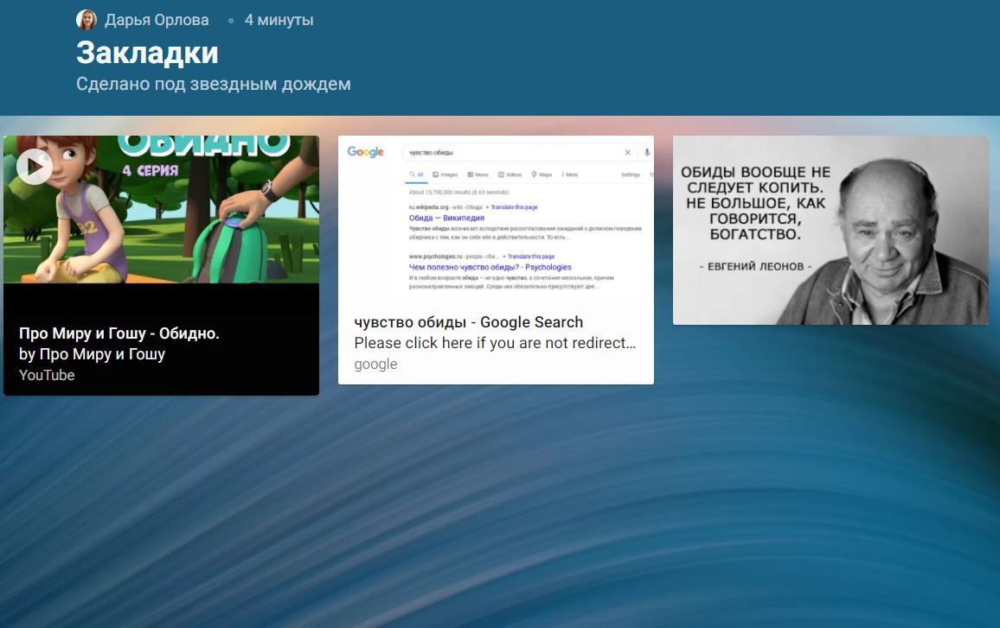 Дарья Орлова • 4 минуты
Закладки
Сделано под звездным дождем
ОБИДНО
4 СЕРИЯ
B2
Про Миру и Гошу - Обидно.
by Про Миру и Гошу
YouTube
Google
чувство обиды
All Images News Videos Maps More Settings
About 15,700,000 results (0.63 seconds)
ru.wikipedia.org › wiki › Обида Translate this page
Обида — Википедия
Чувство обиды возникает вследствие рассогласования ожиданий о должном поведении
обидчика с тем, как он себя вёл в действительности. То есть ...
www.psychologies.ru › people › che... Translate this page
Чем полезно чувство обиды? - Psychologies
И в любом возрасте обида — не одно чувство, а сочетание нескольких, причем
разнонаправленных эмоций. Среди них обязательно присутствуют две ...
чувство обиды - Google Search
Please click here if you are not redirect...
google
ОБИДЫ ВООБЩЕ НЕ
СЛЕДУЕТ КОПИТЬ.
НЕ БОЛЬШОЕ, КАК
ГОВОРИТСЯ,
БОГАТСТВО.
- ЕВГЕНИЙ ЛЕОНОВ -